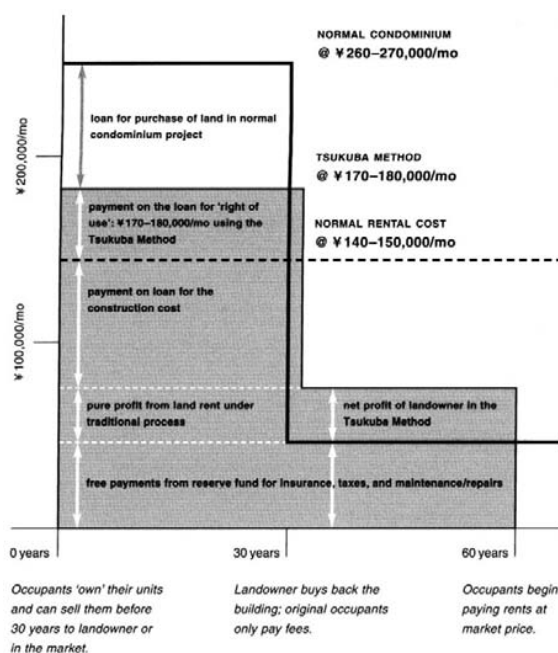 NORMAL CONDOMINIUM
@ ¥260–270,000/mo
loan for purchase of land in normal
condominium project
¥200,000/mo
TSUKUBA METHOD
@ ¥170–180,000/mo
payment on the loan for 'right of
use': ¥170–180,000/mo using the
Tsukuba Method
NORMAL RENTAL COST
@ ¥140–150,000/mo
payment on loan for the
construction cost
¥100,000/mo
pure profit from land rent under
traditional process
net profit of landowner in the
Tsukuba Method
free payments from reserve fund for insurance, taxes, and maintenance/repairs
0 years
30 years
60 years
Occupants 'own' their units
and can sell them before
30 years to landowner or
in the market.
Landowner buys back the
building; original occupants
only pay fees.
Occupants begin
paying rents at
market price.